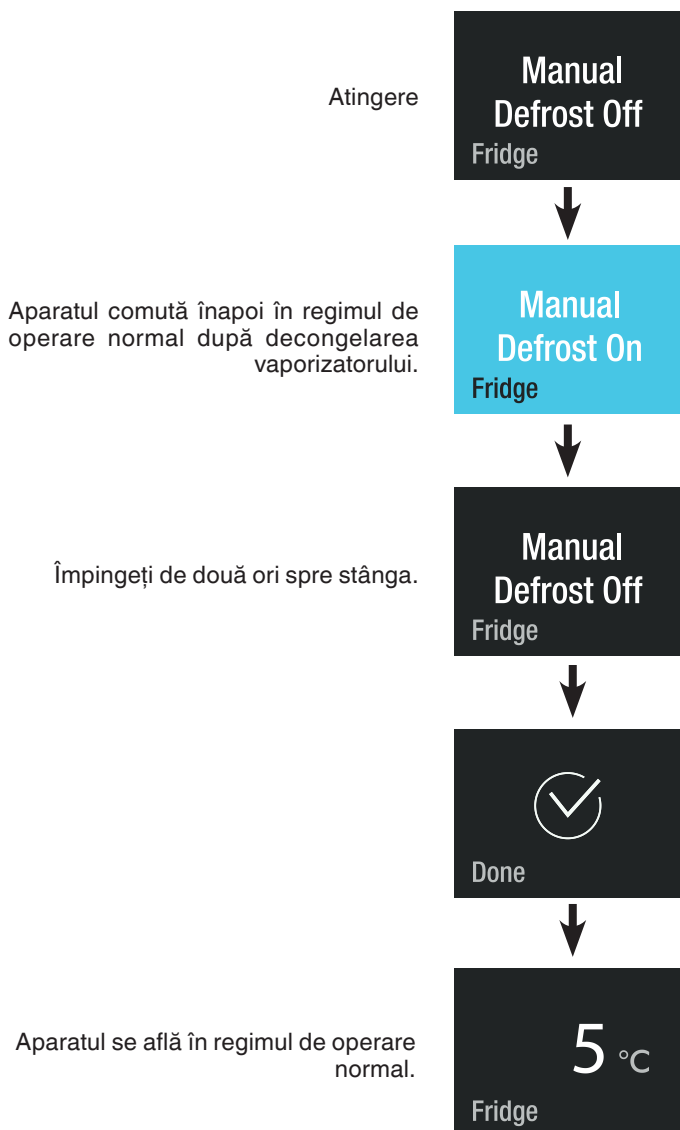 Atingere
Manual
Defrost Off
Fridge
Aparatul comută înapoi în regimul de
operare normal după decongelarea
vaporizatorului.
Manual
Defrost On
Fridge
Împingeți de două ori spre stânga.
Manual
Defrost Off
Fridge
Done
Aparatul se află în regimul de operare
normal.
5 °C
Fridge